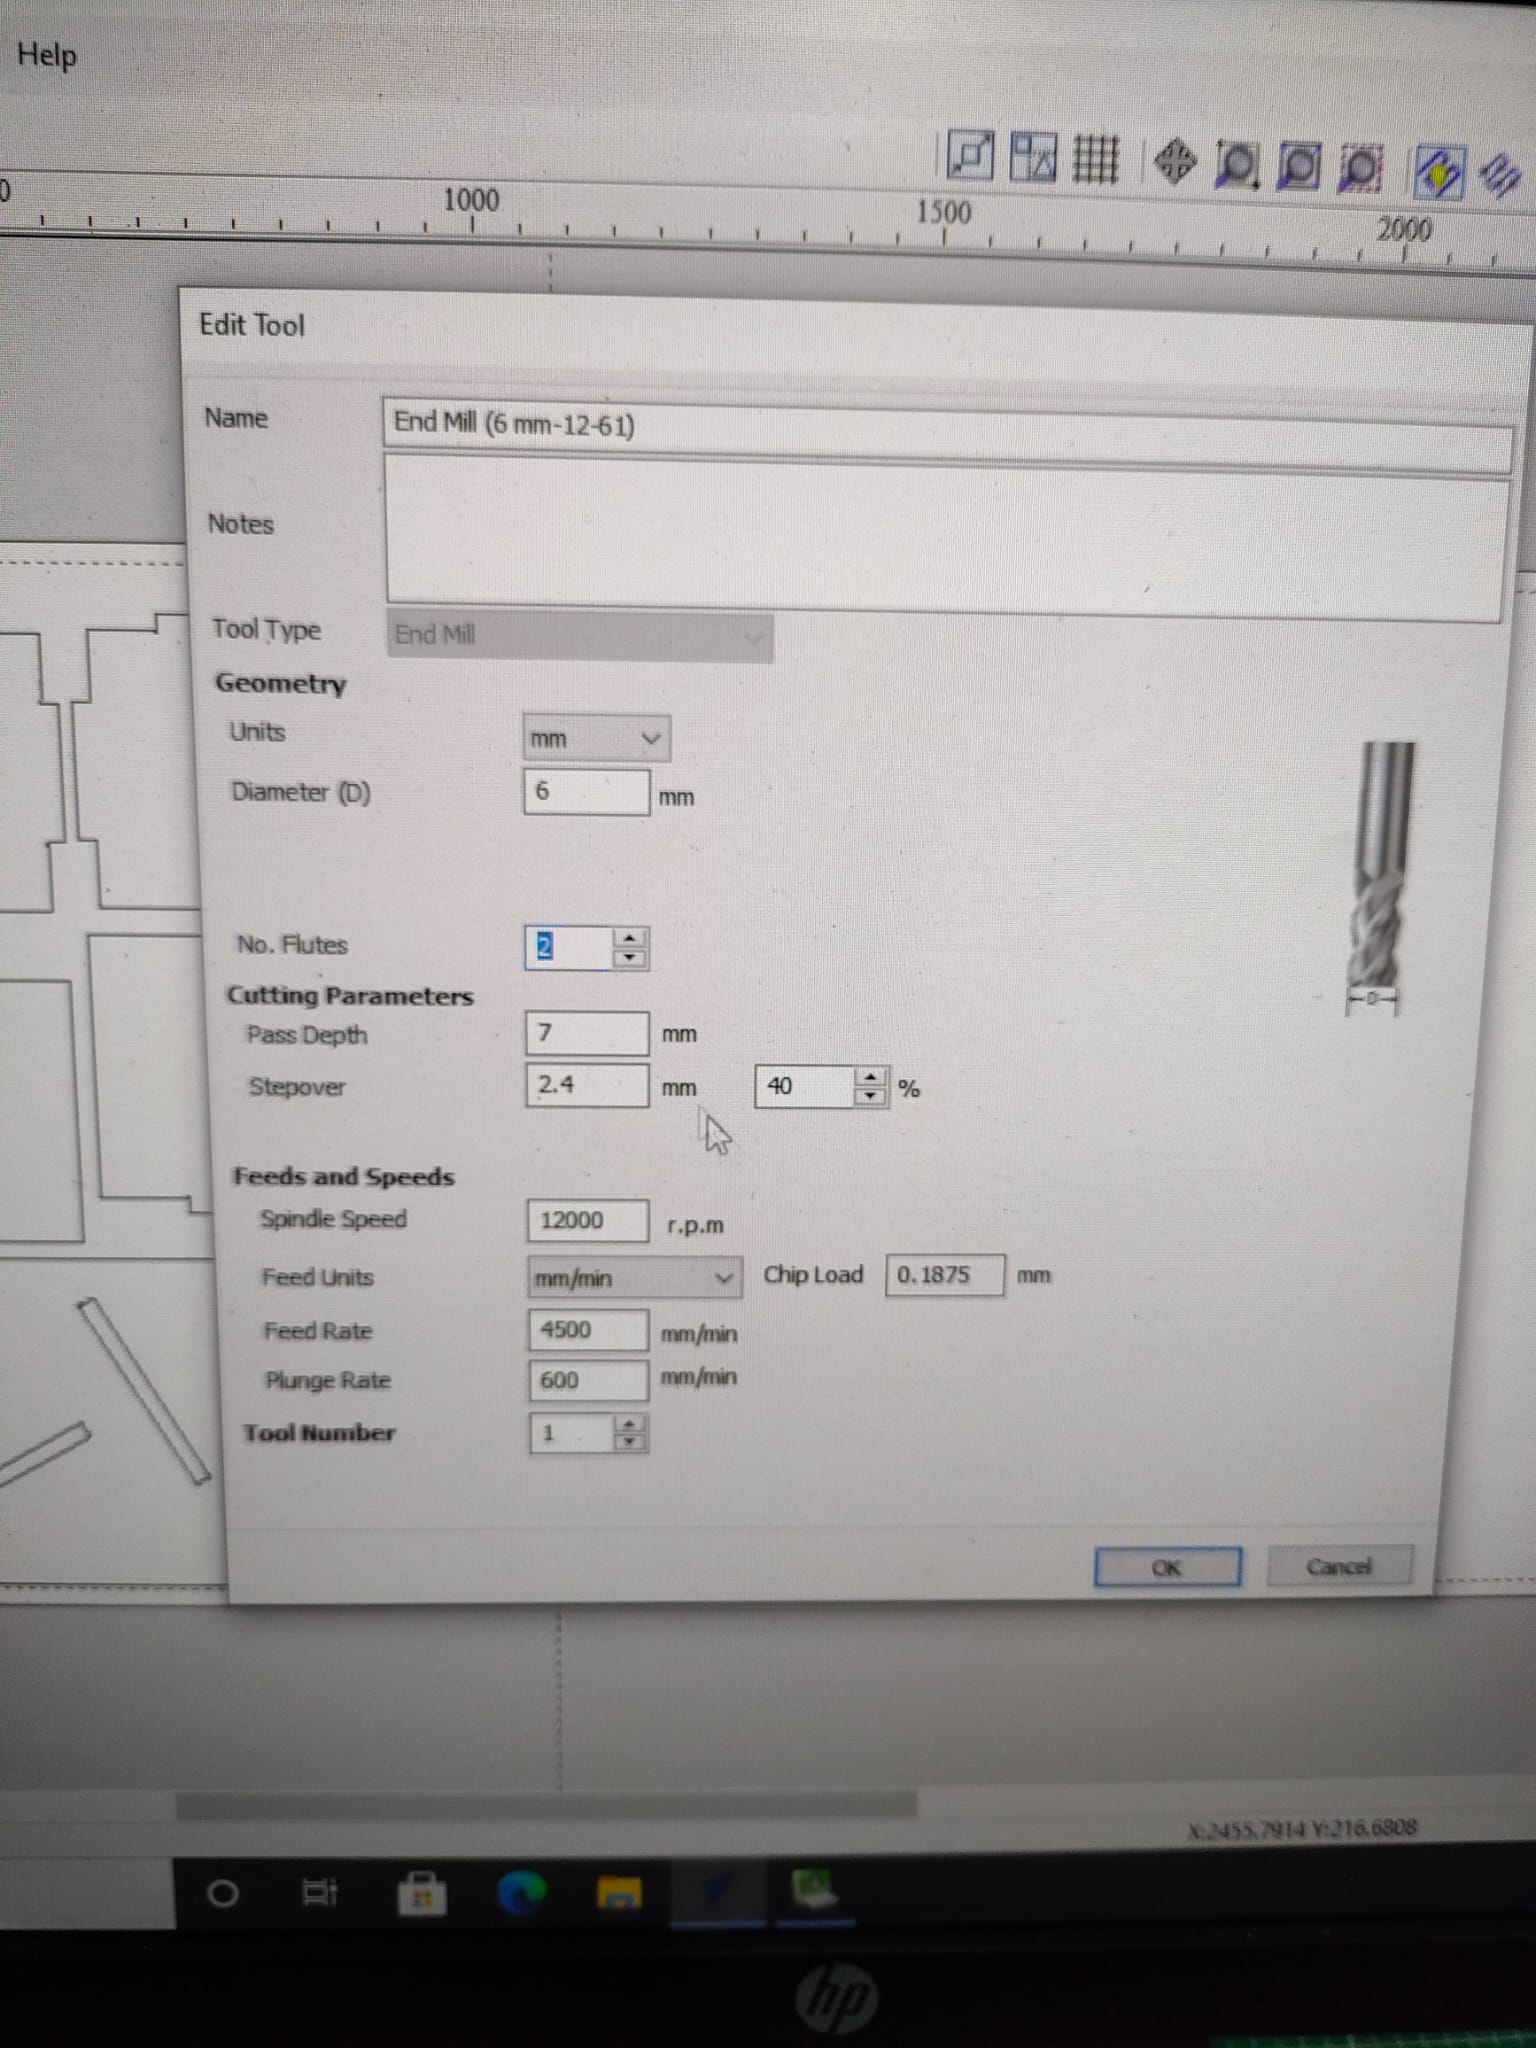 Help
0 1000 1500 2000
Edit Tool
Name End Mill (6 mm-12-61)
Notes
Tool Type End Mill
Geometry
Units mm
Diameter (D) 6 mm
No. Flutes 2
D
Cutting Parameters
Pass Depth 7 mm
Stepover 2.4 mm 40 %
Feeds and Speeds
Spindle Speed 12000 r.p.m
Feed Units mm/min Chip Load 0.1875 mm
Feed Rate 4500 mm/min
Plunge Rate 600 mm/min
Tool Number 1
OK Cancel
X:2455.7914 Y:216.6808
hp